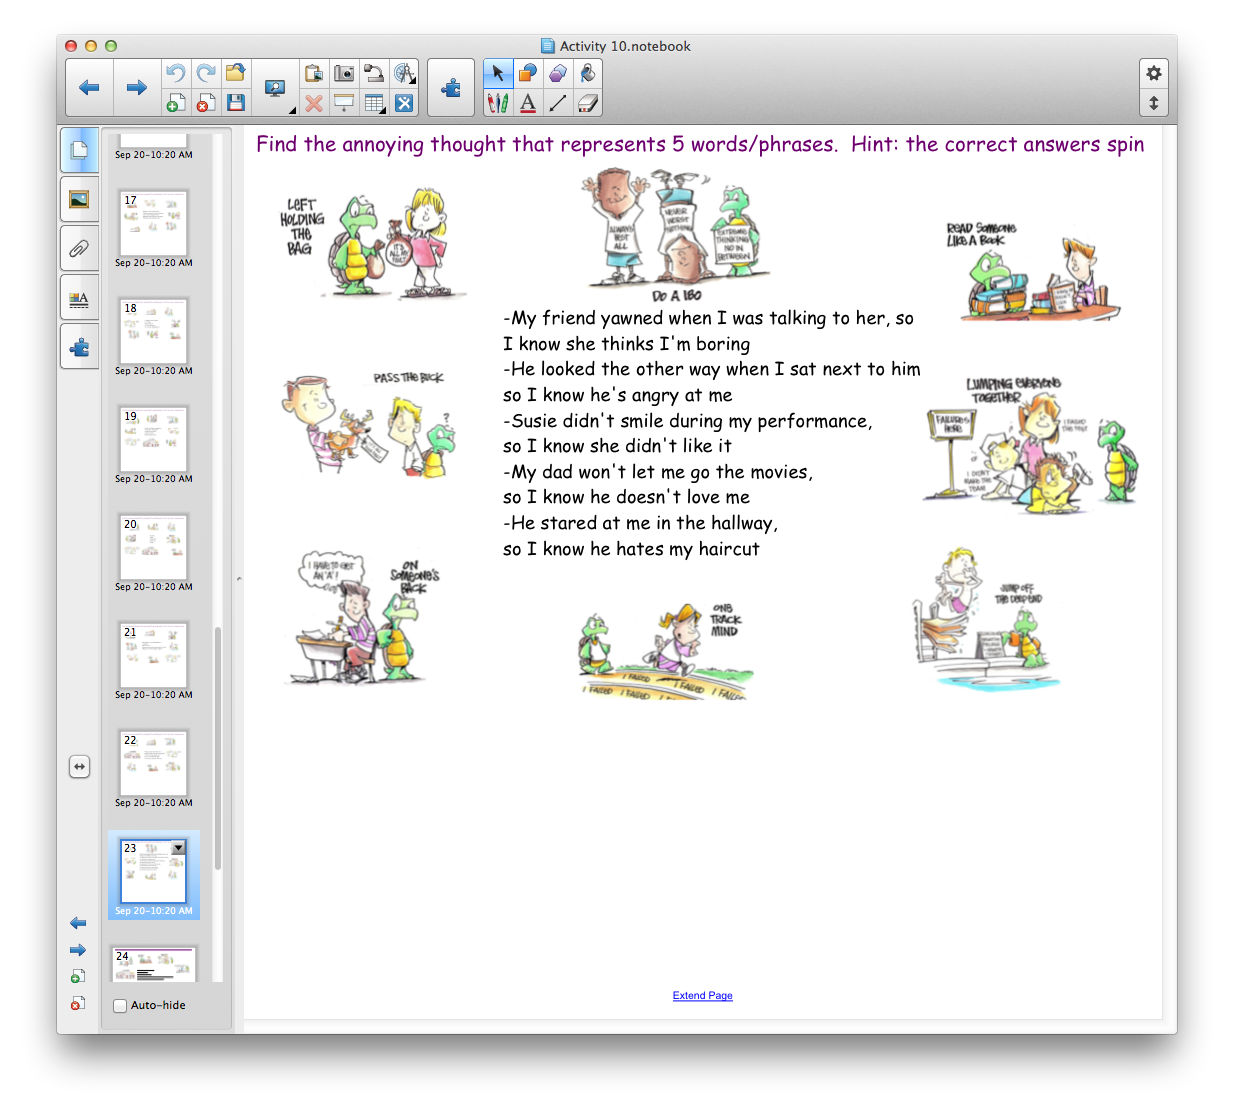 Activity 10.notebook
Sep 20-10:20 AM
17
Sep 20-10:20 AM
18
Sep 20-10:20 AM
19
Sep 20-10:20 AM
20
Sep 20-10:20 AM
21
Sep 20-10:20 AM
22
Sep 20-10:20 AM
23
Sep 20-10:20 AM
24
Auto-hide
Find the annoying thought that represents 5 words/phrases.  Hint: the correct answers spin
LEFT
HOLDING
THE
BAG
IT'S
ALL MY
FAULT
ALWAYS
BEST
ALL
NEVER
WORST
NOTHING
EXTREME
THINKING
NO IN
BETWEEN
DO A 180
READ SOMEONE
LIKE A BOOK
PASS THE BUCK
?
LUMPING EVERYONE
TOGETHER
FAILURES
HERE
I FAILED
THE TEST
I DIDN'T
MAKE THE
TEAM
-My friend yawned when I was talking to her, so
I know she thinks I'm boring
-He looked the other way when I sat next to him
so I know he's angry at me
-Susie didn't smile during my performance,
so I know she didn't like it
-My dad won't let me go the movies,
so I know he doesn't love me
-He stared at me in the hallway,
so I know he hates my haircut
I HAVE TO GET
AN 'A'!
ON
SOMEONE'S
BACK
ONE
TRACK
MIND
I FAILED I FAILED
I FAILED I FAILED I FAILED
JUMP OFF
THE DEEP END
Extend Page